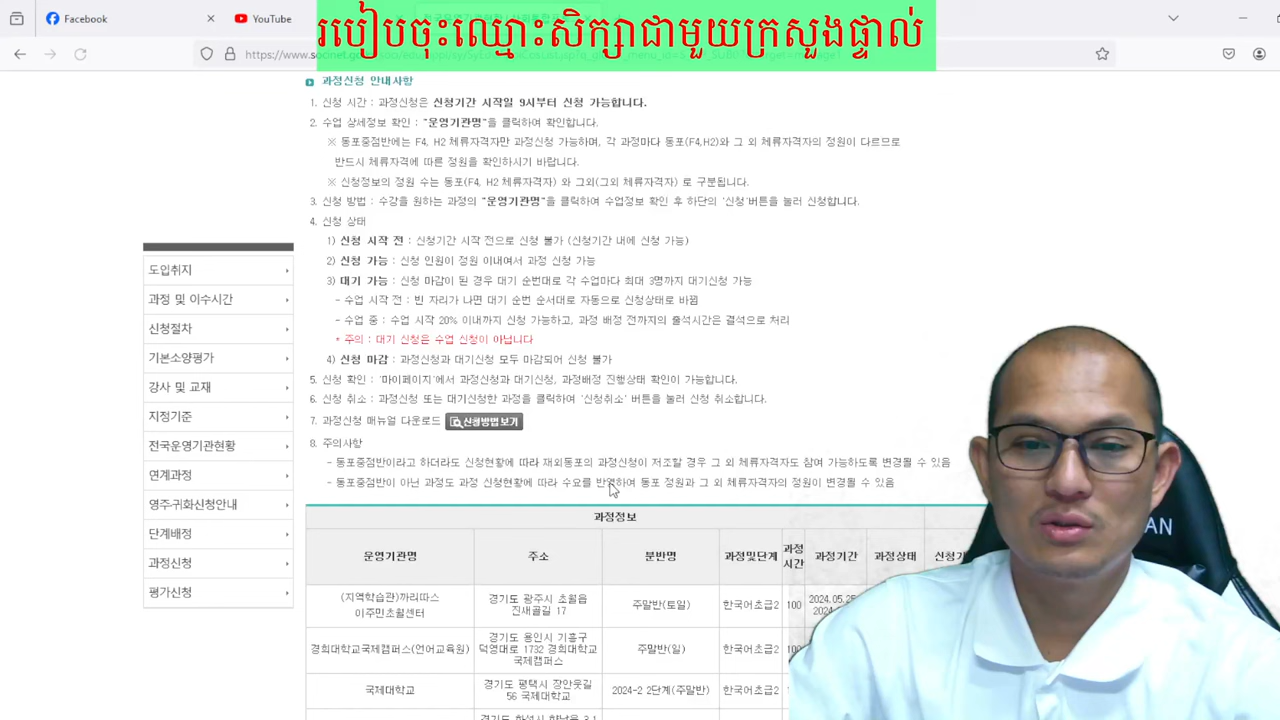 Facebook
YouTube
របៀបចុះឈ្មោះសិក្សាជាមួយក្រសួងផ្ទាល់
과정신청 안내사항
1. 신청 시간 : 과정신청은 신청기간 시작일 9시부터 신청 가능합니다.
2. 수업 상세정보 확인 : "운영기관명"을 클릭하여 확인합니다.
※ 동포중점반에는 F4, H2 체류자격자만 과정신청 가능하며, 각 과정마다 동포(F4,H2)와 그 외 체류자격자의 정원이 다르므로
반드시 체류자격에 따른 정원을 확인하시기 바랍니다.
※ 신청정보의 정원 수는 동포(F4, H2 체류자격자) 와 그외(그외 체류자격자) 로 구분됩니다.
3. 신청 방법 : 수강을 원하는 과정의 "운영기관명"을 클릭하여 수업정보 확인 후 하단의 '신청'버튼을 눌러 신청합니다.
4. 신청 상태
1) 신청 시작 전 : 신청기간 시작 전으로 신청 불가 (신청기간 내에 신청 가능)
2) 신청 가능 : 신청 인원이 정원 이내여서 과정 신청 가능
3) 대기 가능 : 신청 마감이 된 경우 대기 순번대로 각 수업마다 최대 3명까지 대기신청 가능
- 수업 시작 전 : 빈 자리가 나면 대기 순번 순서대로 자동으로 신청상태로 바뀜
- 수업 중 : 수업 시작 20% 이내까지 신청 가능하고, 과정 배정 전까지의 출석시간은 결석으로 처리
* 주의 : 대기 신청은 수업 신청이 아닙니다
4) 신청 마감 : 과정신청과 대기신청 모두 마감되어 신청 불가
5. 신청 확인 : '마이페이지'에서 과정신청과 대기신청, 과정배정 진행상태 확인이 가능합니다.
6. 신청 취소 : 과정신청 또는 대기신청한 과정을 클릭하여 '신청취소' 버튼을 눌러 신청 취소합니다.
7. 과정신청 매뉴얼 다운로드 신청방법보기
8. 주의사항
- 동포중점반이라고 하더라도 신청현황에 따라 재외동포의 과정신청이 저조할 경우 그 외 체류자격자도 참여 가능하도록 변경될 수 있음
- 동포중점반이 아닌 과정도 과정 신청현황에 따라 수요를 반영하여 동포 정원과 그 외 체류자격자의 정원이 변경될 수 있음
도입취지
과정 및 이수시간
신청절차
기본소양평가
강사 및 교재
지정기준
전국운영기관현황
연계과정
영주·귀화신청안내
단계배정
과정신청
평가신청
과정정보
운영기관명 주소 분반명 과정및단계 과정시간 과정기간 과정상태
(지역학습관)까리따스 이주민초월센터 경기도 광주시 초월읍 진새골길 17 주말반(토일) 한국어초급2 100 2024.05.25
경희대학교국제캠퍼스(언어교육원) 경기도 용인시 기흥구 덕영대로 1732 경희대학교 국제캠퍼스 주말반(일) 한국어초급2
국제대학교 경기도 평택시 장안웃길 56 국제대학교 2024-2 2단계(주말반) 한국어초급2